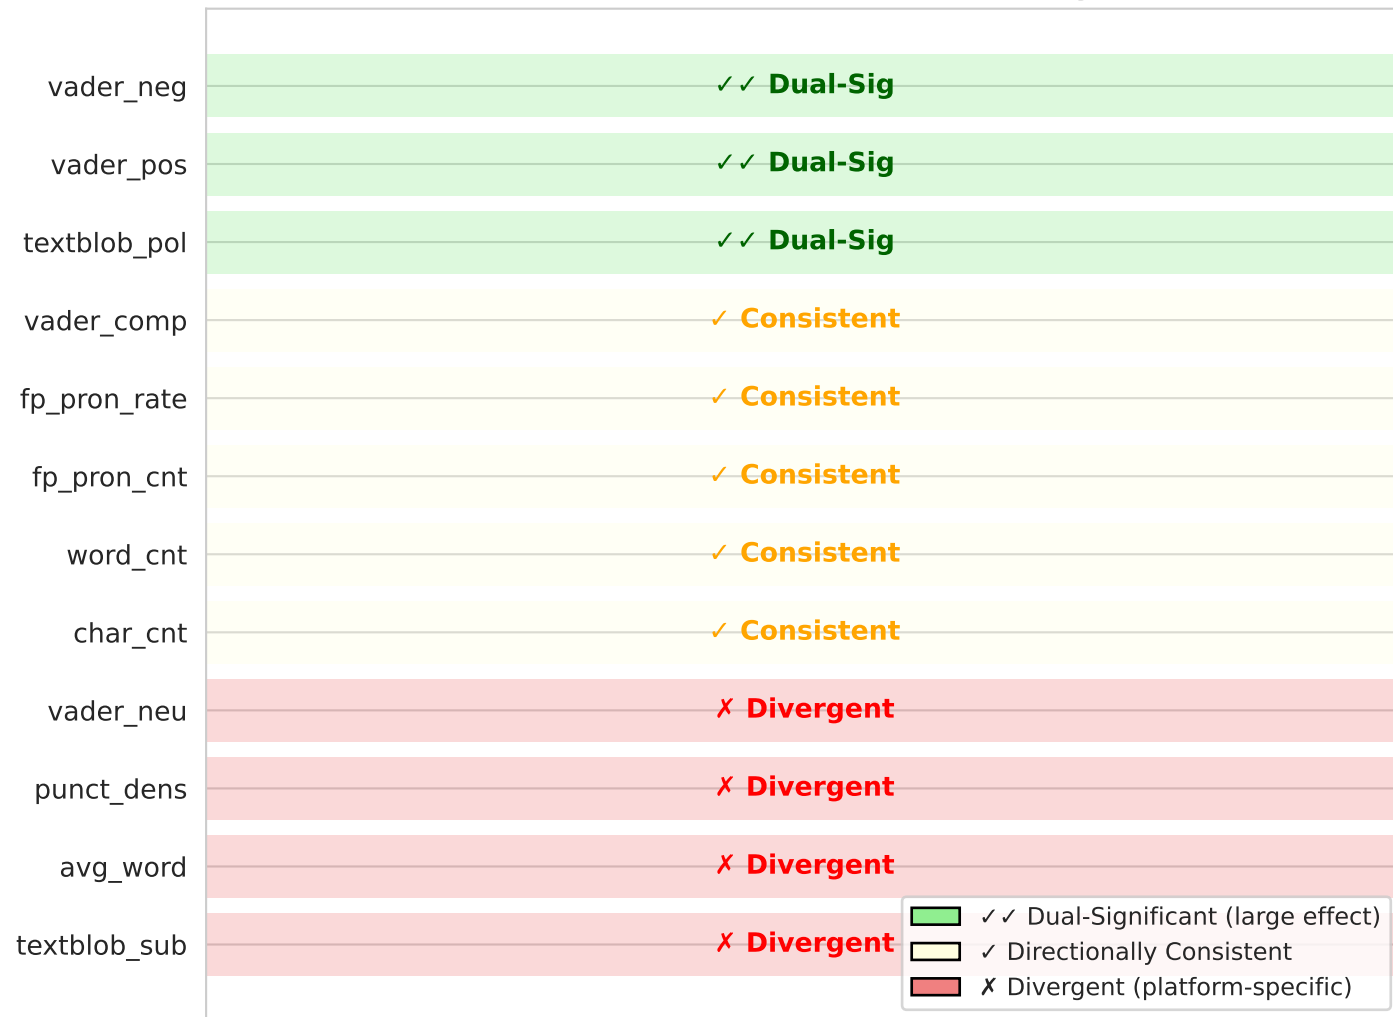 vader_neg ✓✓ Dual-Sig
vader_pos ✓✓ Dual-Sig
textblob_pol ✓✓ Dual-Sig
vader_comp ✓ Consistent
fp_pron_rate ✓ Consistent
fp_pron_cnt ✓ Consistent
word_cnt ✓ Consistent
char_cnt ✓ Consistent
vader_neu ✗ Divergent
punct_dens ✗ Divergent
avg_word ✗ Divergent
textblob_sub ✗ Divergent
✓✓ Dual-Significant (large effect)
✓ Directionally Consistent
✗ Divergent (platform-specific)